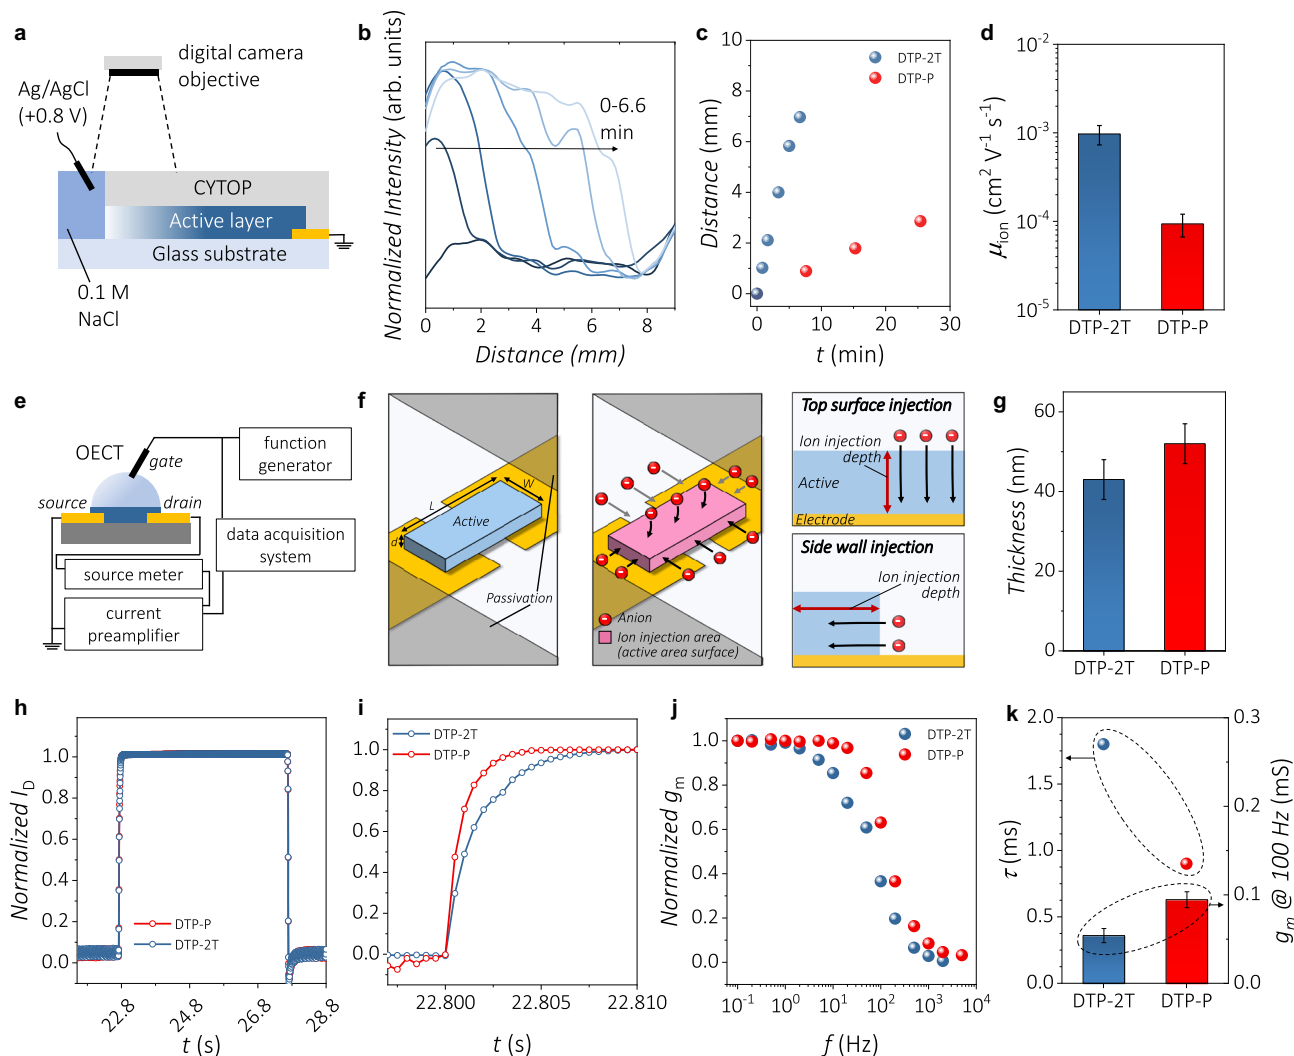 a
digital camera
objective
Ag/AgCl
(+0.8 V)
CYTOP
Active layer
Glass substrate
0.1 M
NaCl
b
Normalized Intensity (arb. units)
0-6.6
min
0 2 4 6 8
Distance (mm)
c
Distance (mm)
10
8
6
4
2
0
DTP-2T
DTP-P
0 10 20 30
t (min)
d
μion (cm² V⁻¹ s⁻¹)
10⁻²
10⁻³
10⁻⁴
10⁻⁵
DTP-2T DTP-P
e
OECT
gate
source
drain
function
generator
data acquisition
system
source meter
current
preamplifier
f
L
W
d
Active
Passivation
Anion
Ion injection area
(active area surface)
Top surface injection
Ion injection
depth
Active
Electrode
Side wall injection
Ion injection
depth
g
Thickness (nm)
60
40
20
0
DTP-2T DTP-P
h
Normalized I_D
1.0
0.8
0.6
0.4
0.2
0.0
DTP-P
DTP-2T
22.8 24.8 26.8 28.8
t (s)
i
DTP-2T
DTP-P
1.0
0.8
0.6
0.4
0.2
0.0
22.800 22.805 22.810
t (s)
j
Normalized g_m
1.0
0.8
0.6
0.4
0.2
0.0
DTP-2T
DTP-P
10⁻¹ 10⁰ 10¹ 10² 10³ 10⁴
f (Hz)
k
τ (ms)
2.0
1.5
1.0
0.5
0.0
0.3
0.2
0.1
0.0
g_m @ 100 Hz (mS)
DTP-2T DTP-P